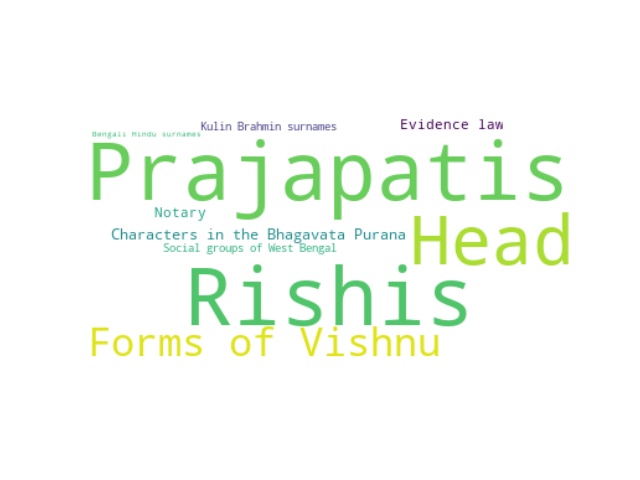 Kulin Brahmin surnames
Evidence law
Bengali Hindu surnames
Prajapatis
Notary
Head
Characters in the Bhagavata Purana
Social groups of West Bengal
Rishis
Forms of Vishnu